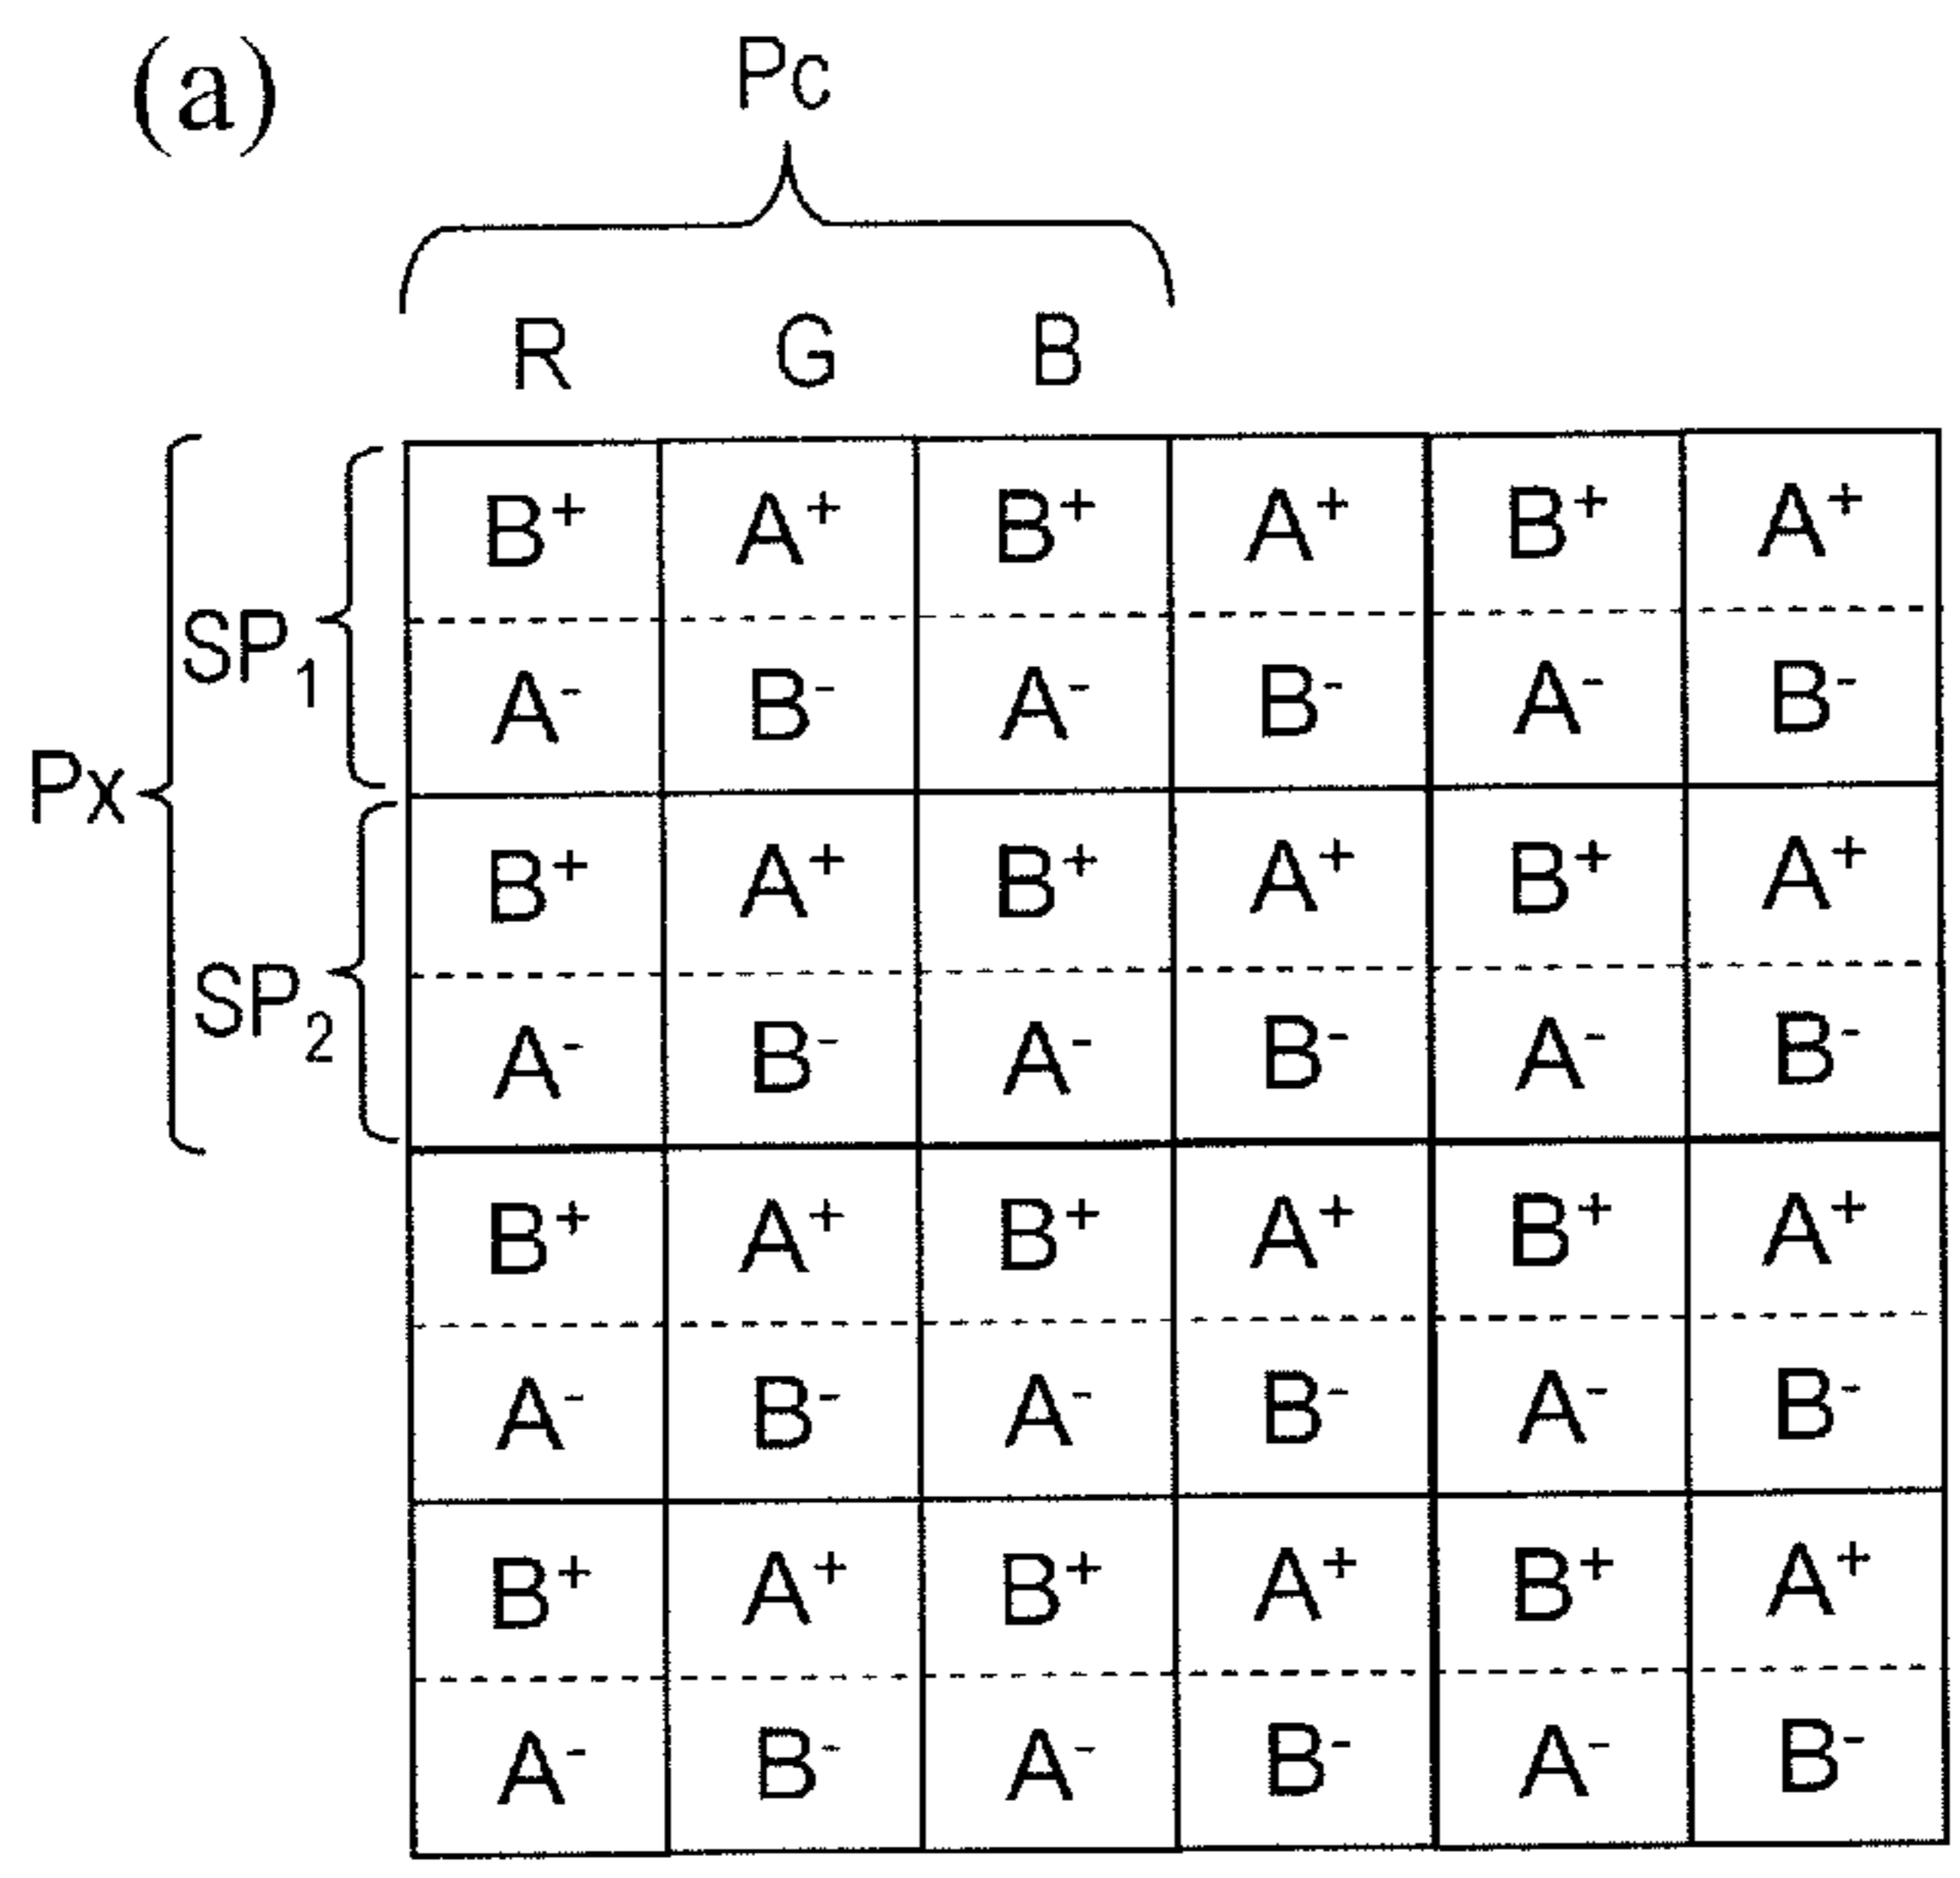 (a)
Pc
R G B
B+ A+ B+ A+ B+ A+
SP1
A- B- A- B- A- B-
Px
B+ A+ B+ A+ B+ A+
SP2
A- B- A- B- A- B-
B+ A+ B+ A+ B+ A+
A- B- A- B- A- B-
B+ A+ B+ A+ B+ A+
A- B- A- B- A- B-